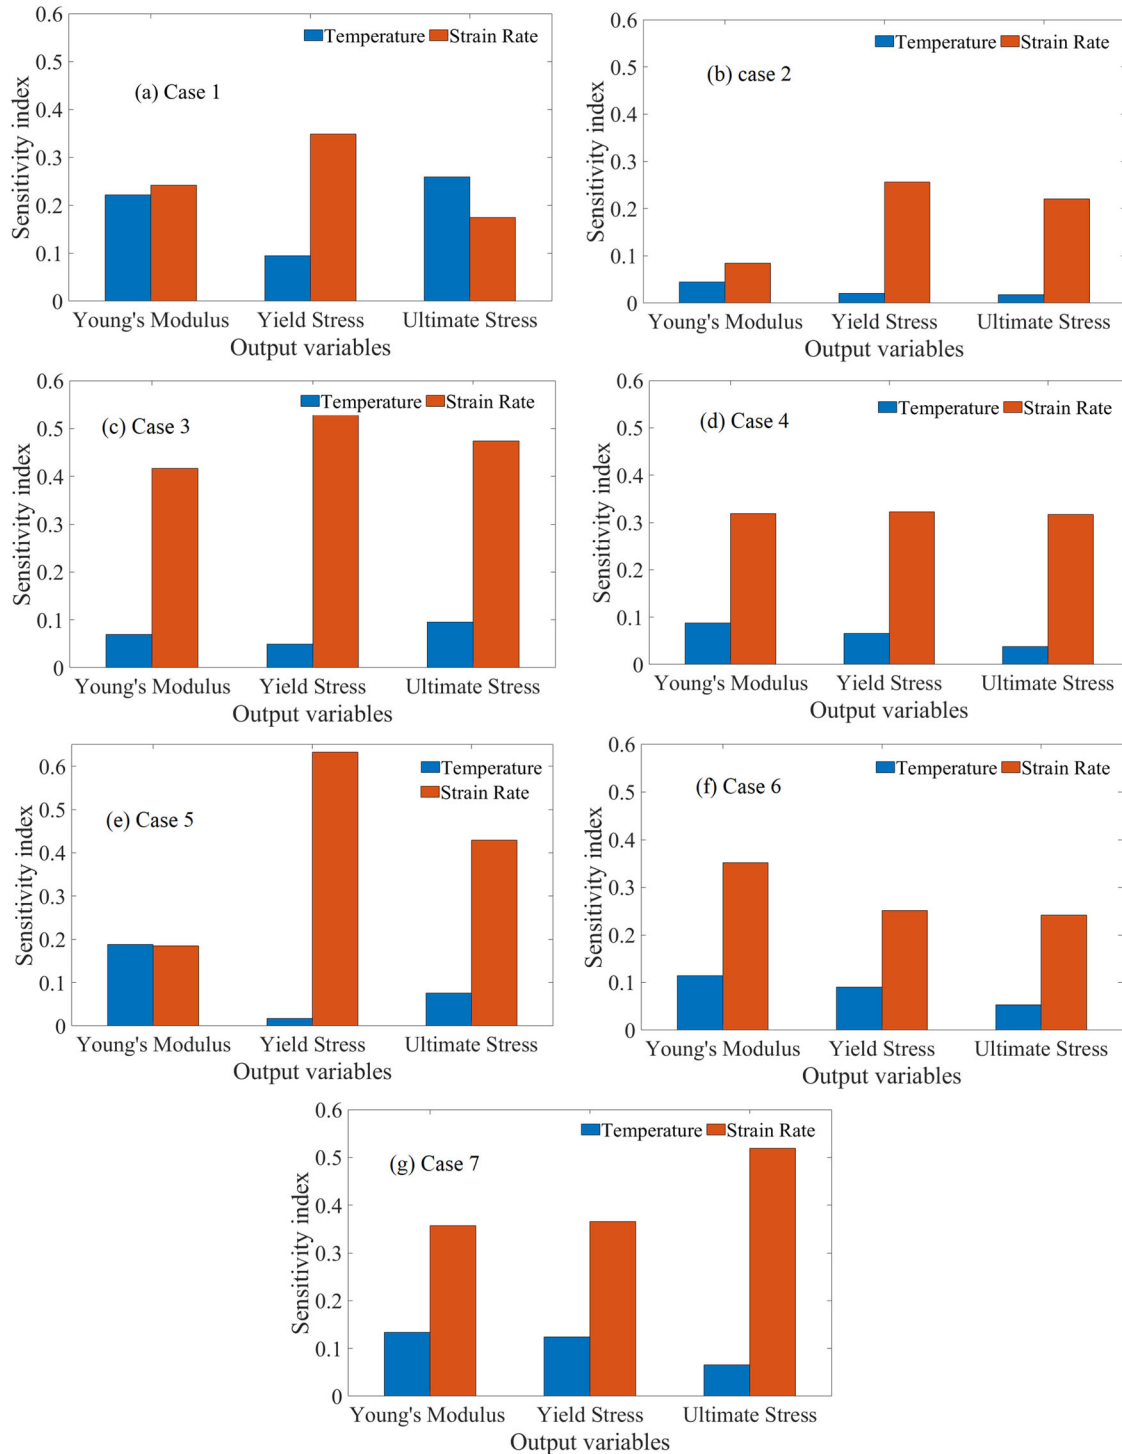 0.6
0.5
0.4
0.3
0.2
0.1
0
Sensitivity index
Temperature Strain Rate
(a) Case 1
Young's Modulus Yield Stress Ultimate Stress
Output variables
0.6
0.5
0.4
0.3
0.2
0.1
0
Sensitivity index
Temperature Strain Rate
(b) case 2
Young's Modulus Yield Stress Ultimate Stress
Output variables
0.6
0.5
0.4
0.3
0.2
0.1
0
Sensitivity index
Temperature Strain Rate
(c) Case 3
Young's Modulus Yield Stress Ultimate Stress
Output variables
0.6
0.5
0.4
0.3
0.2
0.1
0
Sensitivity index
Temperature Strain Rate
(d) Case 4
Young's Modulus Yield Stress Ultimate Stress
Output variables
0.6
0.5
0.4
0.3
0.2
0.1
0
Sensitivity index
Temperature
Strain Rate
(e) Case 5
Young's Modulus Yield Stress Ultimate Stress
Output variables
0.6
0.5
0.4
0.3
0.2
0.1
0
Sensitivity index
Temperature Strain Rate
(f) Case 6
Young's Modulus Yield Stress Ultimate Stress
Output variables
0.6
0.5
0.4
0.3
0.2
0.1
0
Sensitivity index
Temperature Strain Rate
(g) Case 7
Young's Modulus Yield Stress Ultimate Stress
Output variables